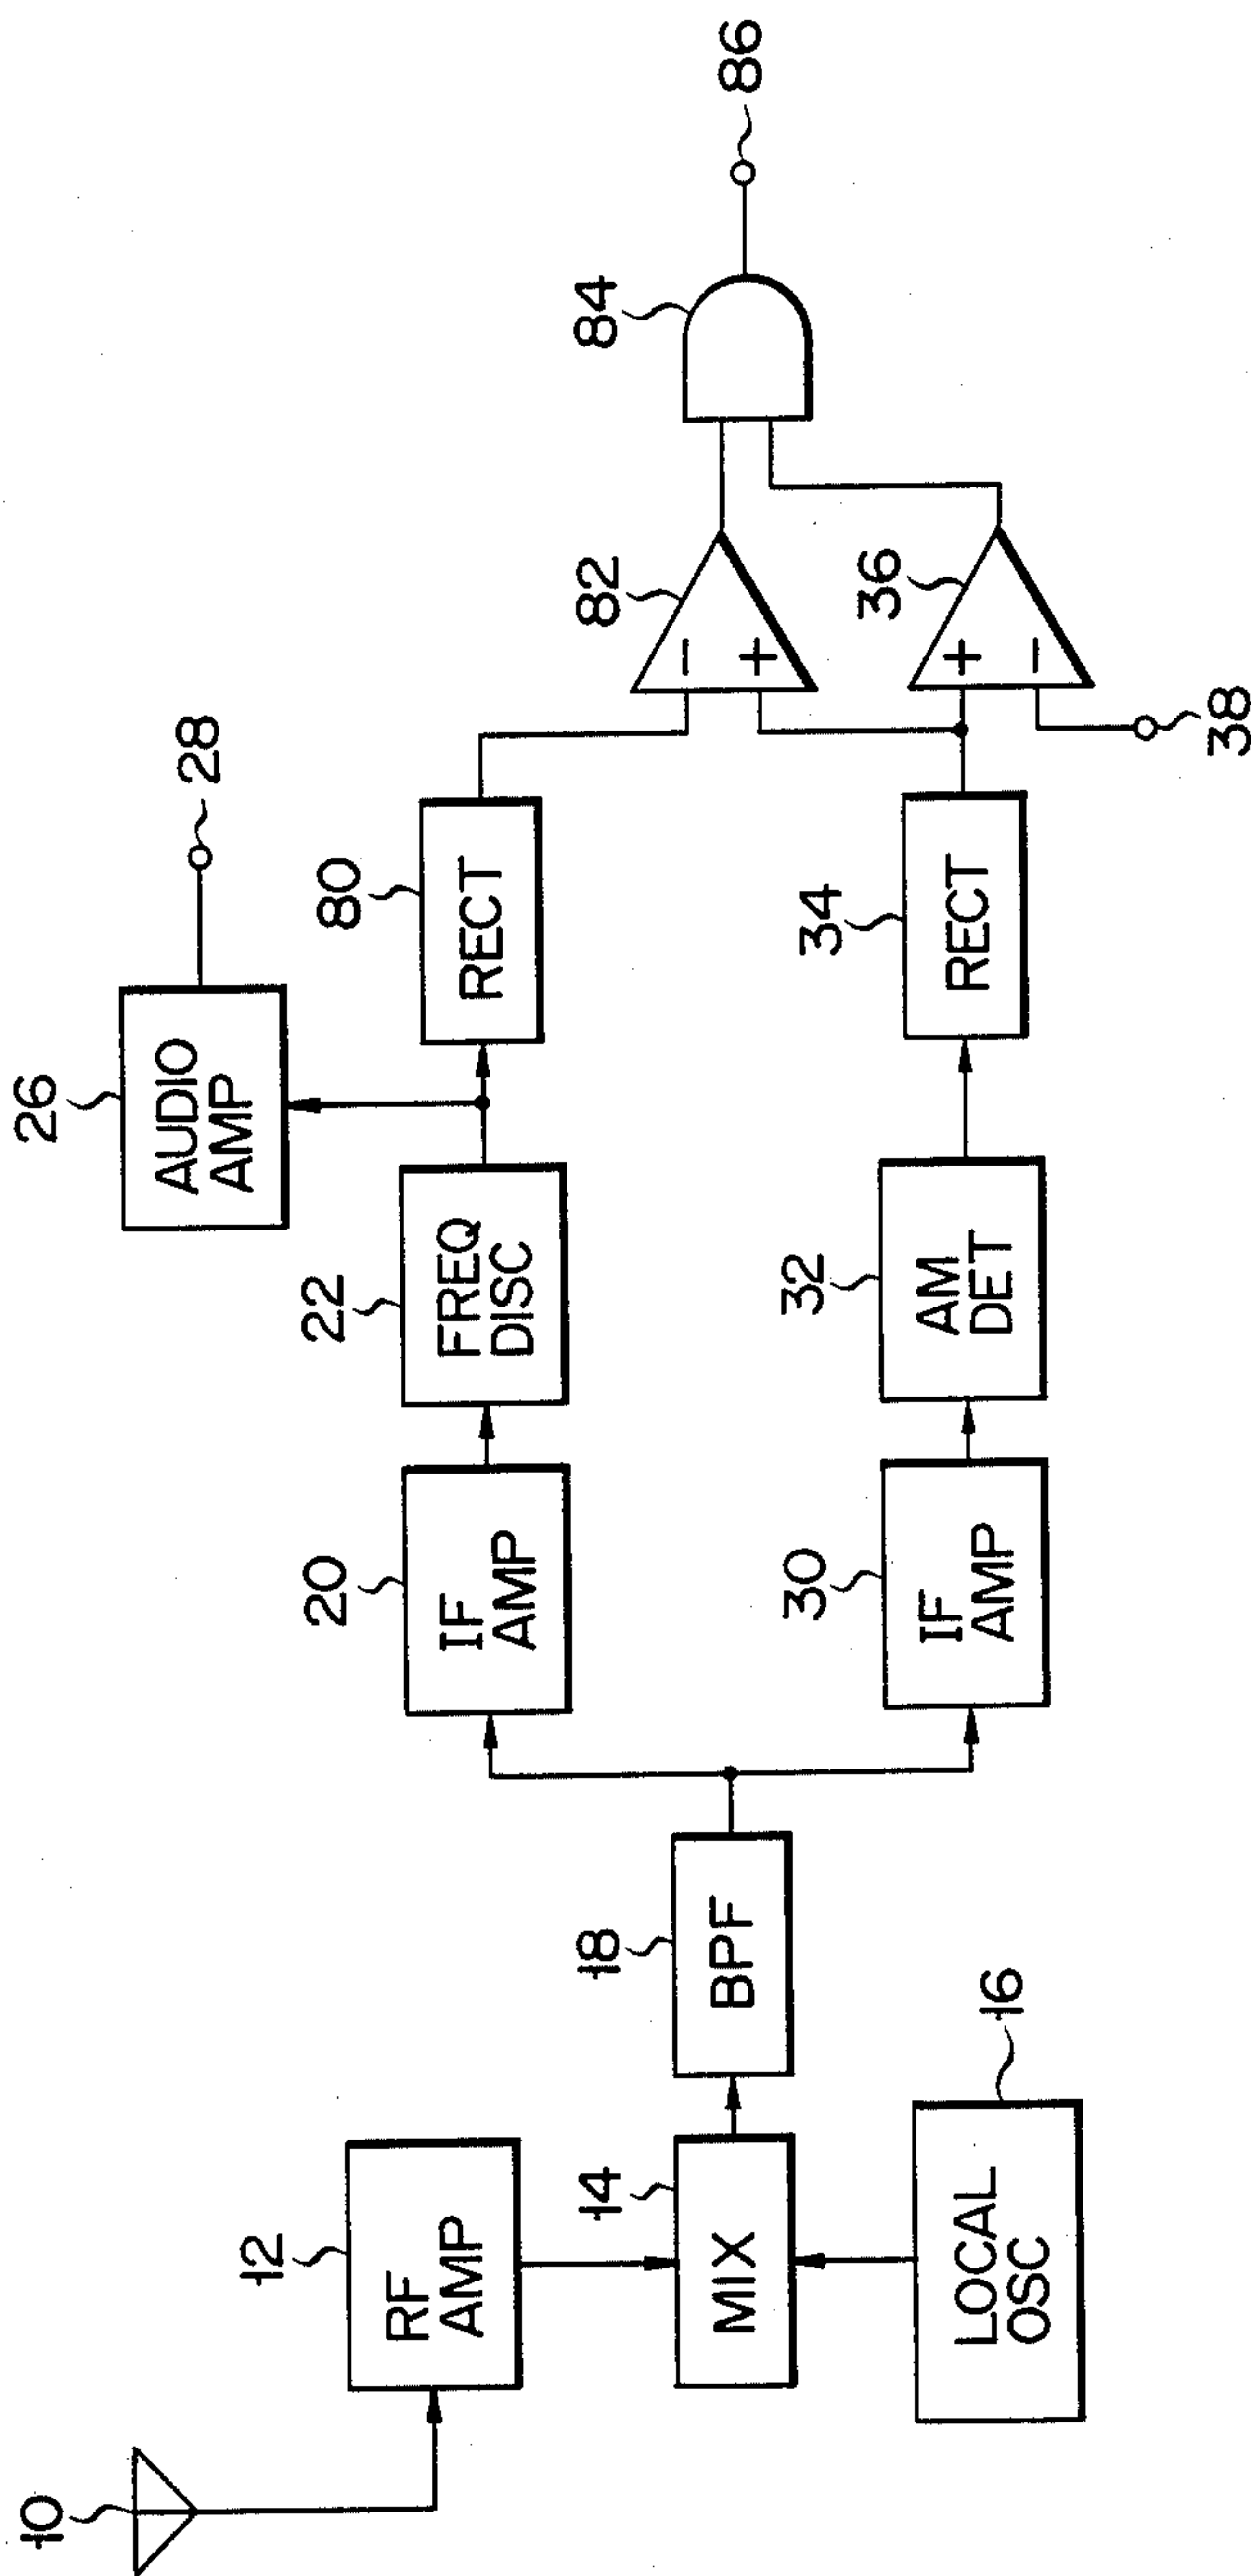 10
12
RF
AMP
14
MIX
LOCAL
OSC
16
18
BPF
20
IF
AMP
22
FREQ
DISC
26
AUDIO
AMP
28
80
RECT
30
IF
AMP
32
AM
DET
34
RECT
82
−
+
36
+
−
38
84
86